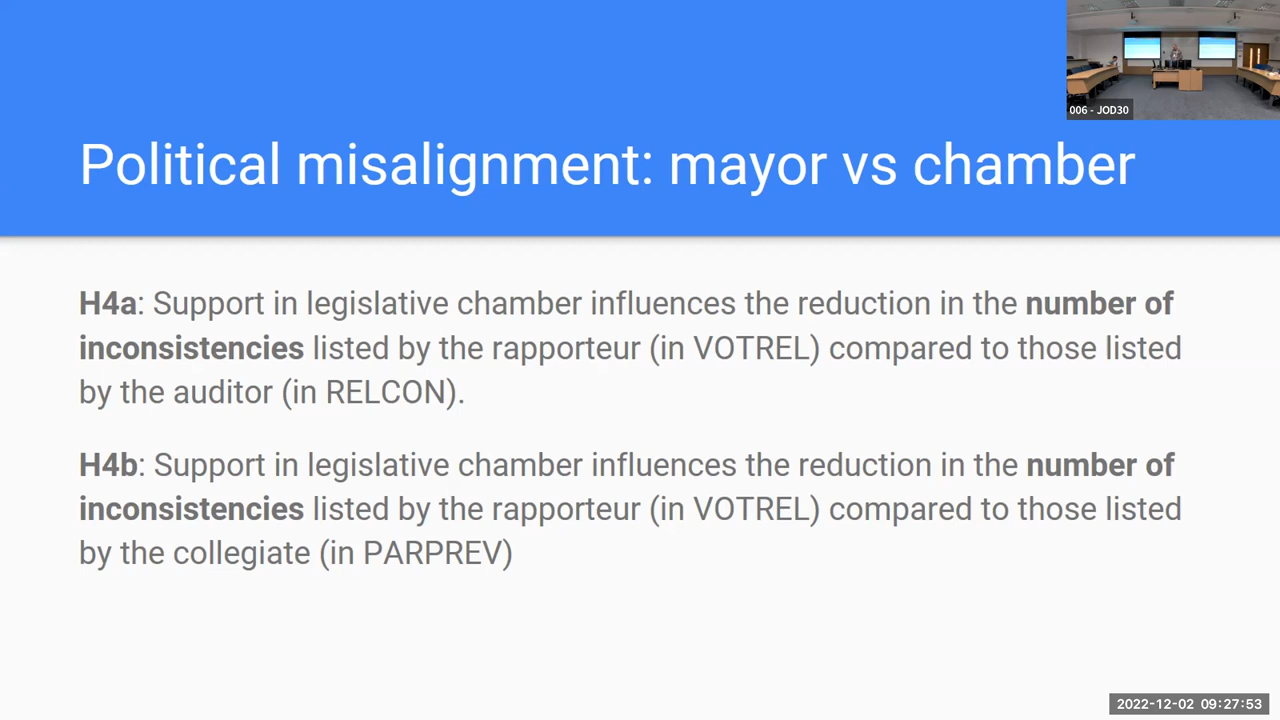 006 - JOD30
Political misalignment: mayor vs chamber
H4a: Support in legislative chamber influences the reduction in the number of
inconsistencies listed by the rapporteur (in VOTREL) compared to those listed
by the auditor (in RELCON).
H4b: Support in legislative chamber influences the reduction in the number of
inconsistencies listed by the rapporteur (in VOTREL) compared to those listed
by the collegiate (in PARPREV)
2022-12-02 09:27:53